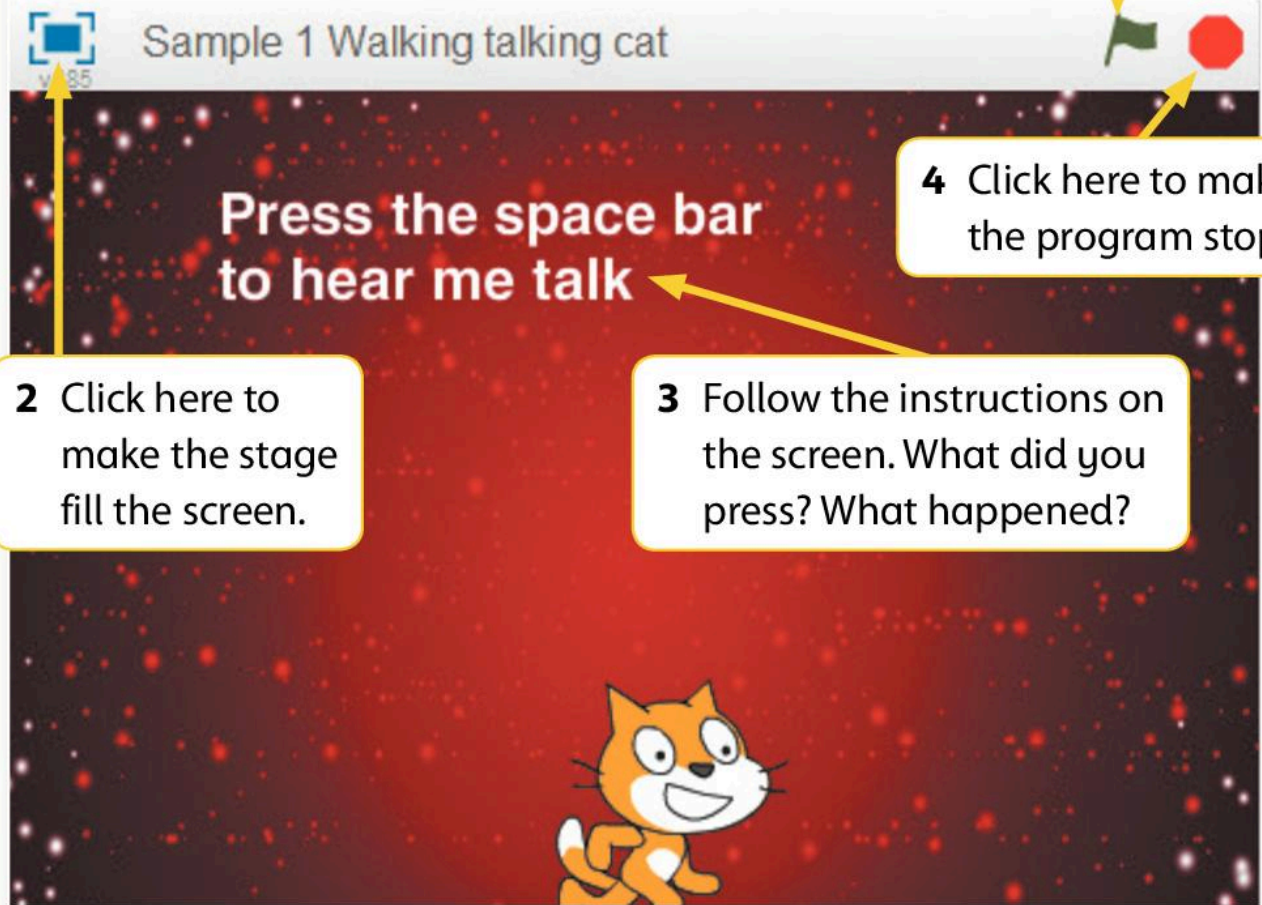 Sample 1 Walking talking cat
Press the space bar
to hear me talk
4 Click here to
the program
2 Click here to
make the stage
fill the screen.
3 Follow the instructions on
the screen. What did you
press? What happened?